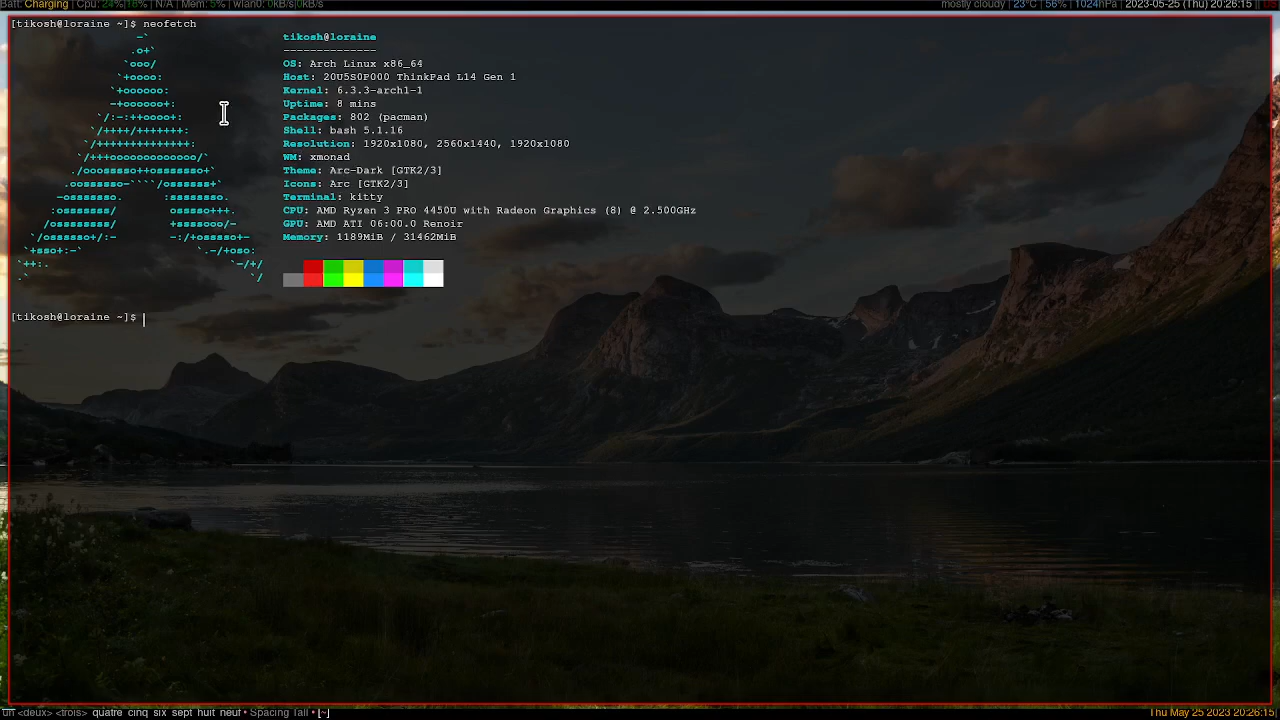 Batt: Charging | Cpu: 24%|18% | N/A | Mem: 5% | wlan0: 0kB/s|0kB/s
mostly cloudy | 23°C | 56% | 1024hPa | 2023-05-25 (Thu) 20:26:15 || US
[tikosh@loraine ~]$ neofetch
tikosh@loraine
--------------
OS: Arch Linux x86_64
Host: 20U5S0P000 ThinkPad L14 Gen 1
Kernel: 6.3.3-arch1-1
Uptime: 8 mins
Packages: 802 (pacman)
Shell: bash 5.1.16
Resolution: 1920x1080, 2560x1440, 1920x1080
WM: xmonad
Theme: Arc-Dark [GTK2/3]
Icons: Arc [GTK2/3]
Terminal: kitty
CPU: AMD Ryzen 3 PRO 4450U with Radeon Graphics (8) @ 2.500GHz
GPU: AMD ATI 06:00.0 Renoir
Memory: 1189MiB / 31462MiB
[tikosh@loraine ~]$
un <deux> <trois> quatre cinq six sept huit neuf • Spacing Tall • [~]
Thu May 25 2023 20:26:15